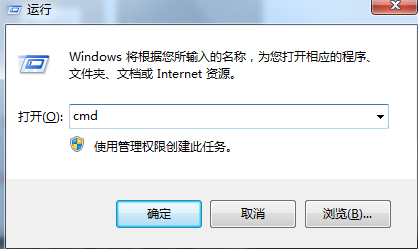 运行
Windows 将根据您所输入的名称，为您打开相应的程序、
文件夹、文档或 Internet 资源。
打开(O): cmd
使用管理权限创建此任务。
确定 取消 浏览(B)...